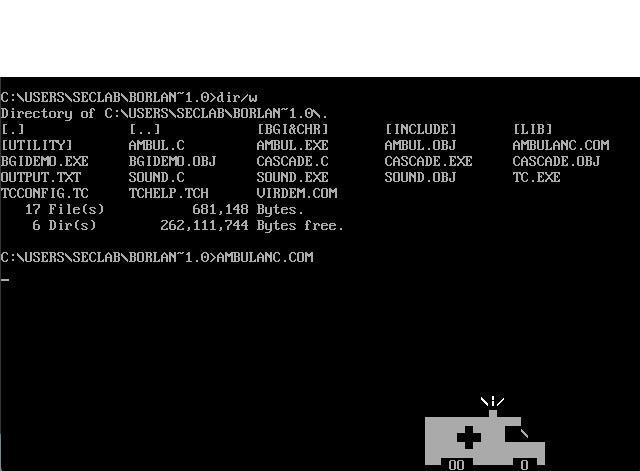 C:\USERS\SECLAB\BORLAN~1.0>dir/w
Directory of C:\USERS\SECLAB\BORLAN~1.0\.
[.] [..] [BGI&CHR] [INCLUDE] [LIB]
[UTILITY] AMBUL.C AMBUL.EXE AMBUL.OBJ AMBULANC.COM
BGIDEMO.EXE BGIDEMO.OBJ CASCADE.C CASCADE.EXE CASCADE.OBJ
OUTPUT.TXT SOUND.C SOUND.EXE SOUND.OBJ TC.EXE
TCCONFIG.TC TCHELP.TCH VIRDEM.COM
17 File(s) 681,148 Bytes.
6 Dir(s) 262,111,744 Bytes free.
C:\USERS\SECLAB\BORLAN~1.0>AMBULANC.COM